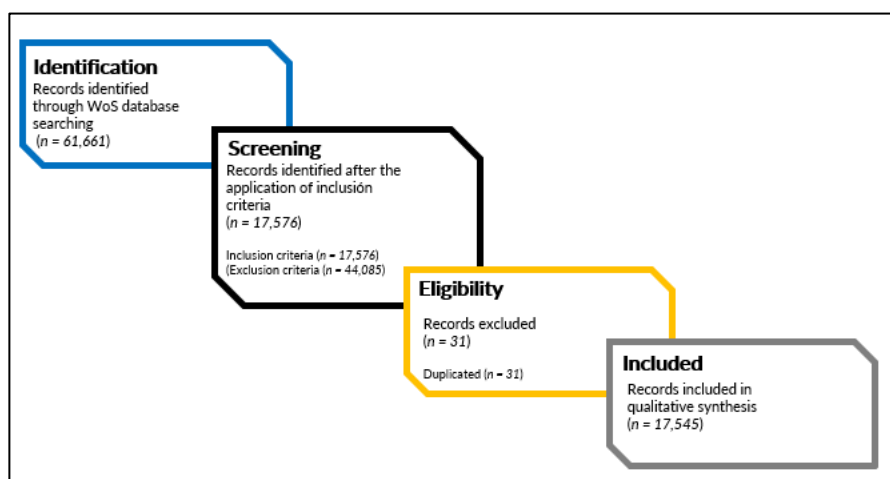 Identification
Records identified
through WoS database
searching
(n = 61,661)
Screening
Records identified after the
application of inclusión
criteria
(n = 17,576)
Inclusion criteria (n = 17,576)
(Exclusion criteria (n = 44,085)
Eligibility
Records excluded
(n = 31)
Duplicated (n = 31)
Included
Records included in
qualitative synthesis
(n = 17,545)